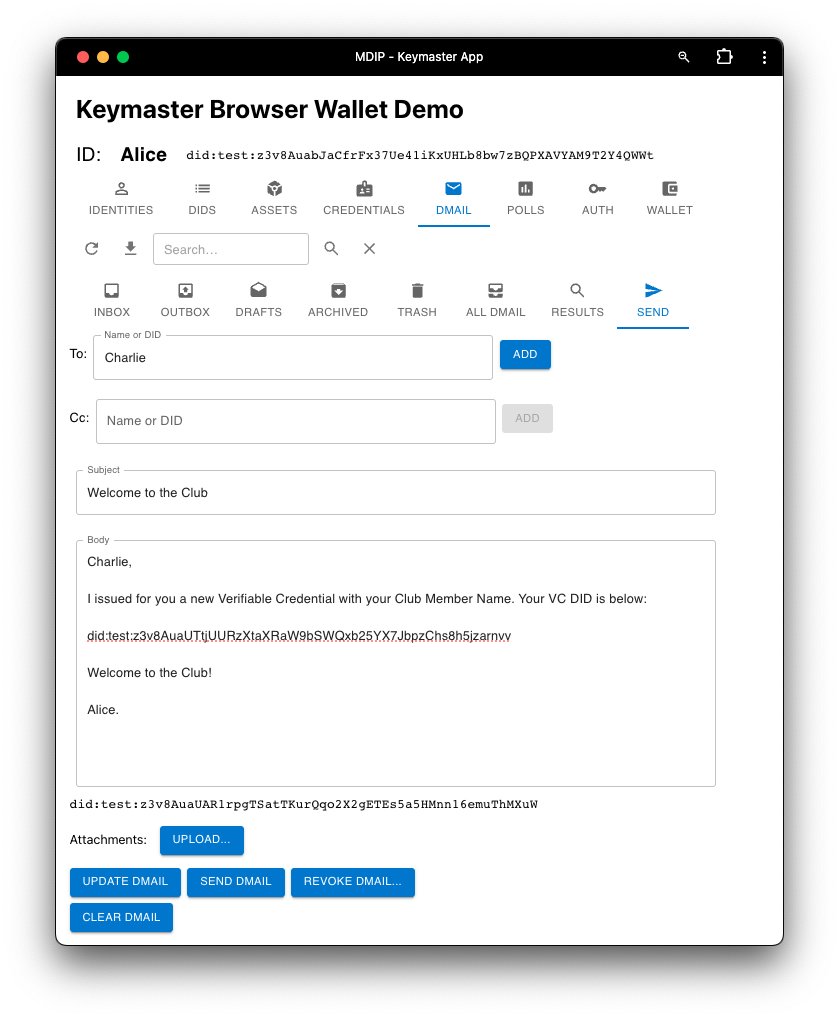 MDIP - Keymaster App
Keymaster Browser Wallet Demo
ID: Alice did:test:z3v8AuabJaCfrFx37Ue41iKxUHLb8bw7zBQPXAVYAM9T2Y4QWWt
IDENTITIES DIDS ASSETS CREDENTIALS DMAIL POLLS AUTH WALLET
Search...
INBOX OUTBOX DRAFTS ARCHIVED TRASH ALL DMAIL RESULTS SEND
Name or DID
To: Charlie ADD
Cc: Name or DID ADD
Subject
Welcome to the Club
Body
Charlie,
I issued for you a new Verifiable Credential with your Club Member Name. Your VC DID is below:
did:test:z3v8AuaUTtjUURzXtaXRaW9bSWQxb25YX7JbpzChs8h5jzarnvv
Welcome to the Club!
Alice.
did:test:z3v8AuaUAR1rpgTSatTKurQqo2X2gETEs5a5HMnn16emuThMXuW
Attachments: UPLOAD...
UPDATE DMAIL SEND DMAIL REVOKE DMAIL...
CLEAR DMAIL